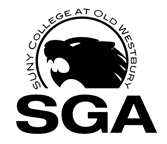 SUNY COLLEGE AT OLD WESTBURY
SGA